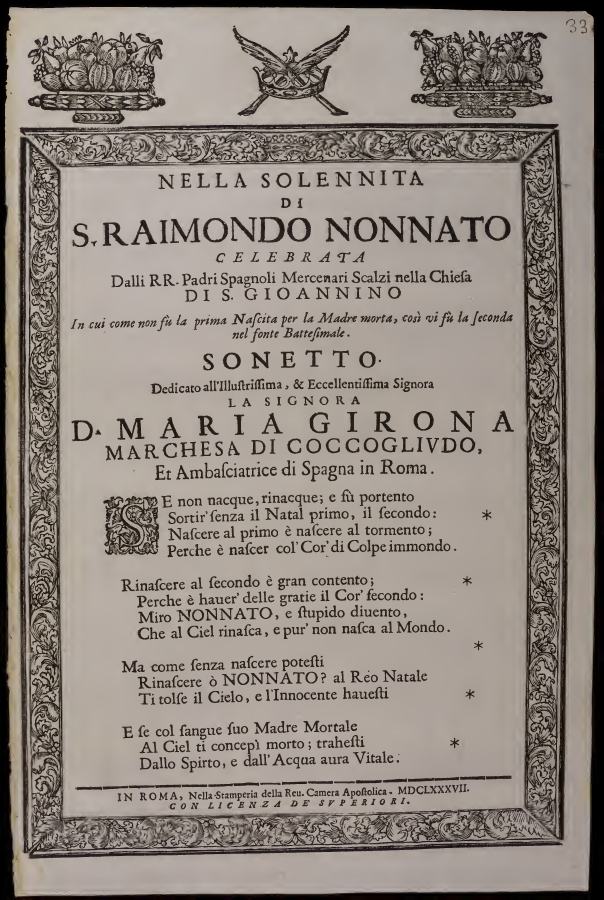 33
NELLA SOLENNITA
DI
S. RAIMONDO NONNATO
CELEBRATA
Dalli RR. Padri Spagnoli Mercenari Scalzi nella Chieſa
DI S. GIOANNINO
In cui come non fù la prima Naſcita per la Madre morta, così vi fù la ſeconda
nel fonte Batteſimale.
SONETTO.
Dedicato all'Illuſtriſſima, & Eccellentiſſima Signora
LA SIGNORA
D. MARIA GIRONA
MARCHESA DI COCCOGLIVDO,
Et Ambaſciatrice di Spagna in Roma.
SE non nacque, rinacque; e fù portento
Sortir' ſenza il Natal primo, il ſecondo: *
Naſcere al primo è naſcere al tormento;
Perche è naſcer col' Cor' di Colpe immondo.
Rinaſcere al ſecondo è gran contento; *
Perche è hauer' delle gratie il Cor' fecondo:
Miro NONNATO, e ſtupido diuento,
Che al Ciel rinaſca, e pur' non naſca al Mondo.
*
Ma come ſenza naſcere poteſti
Rinaſcere ò NONNATO? al Reo Natale
Ti tolſe il Cielo, e l'Innocente haueſti *
E ſe col ſangue ſuo Madre Mortale
Al Ciel ti concepì morto; traheſti *
Dallo Spirto, e dall' Acqua aura Vitale.
IN ROMA, Nella Stamperia della Reu. Camera Apoſtolica. MDCLXXXVII.
CON LICENZA DE' SVPERIORI.